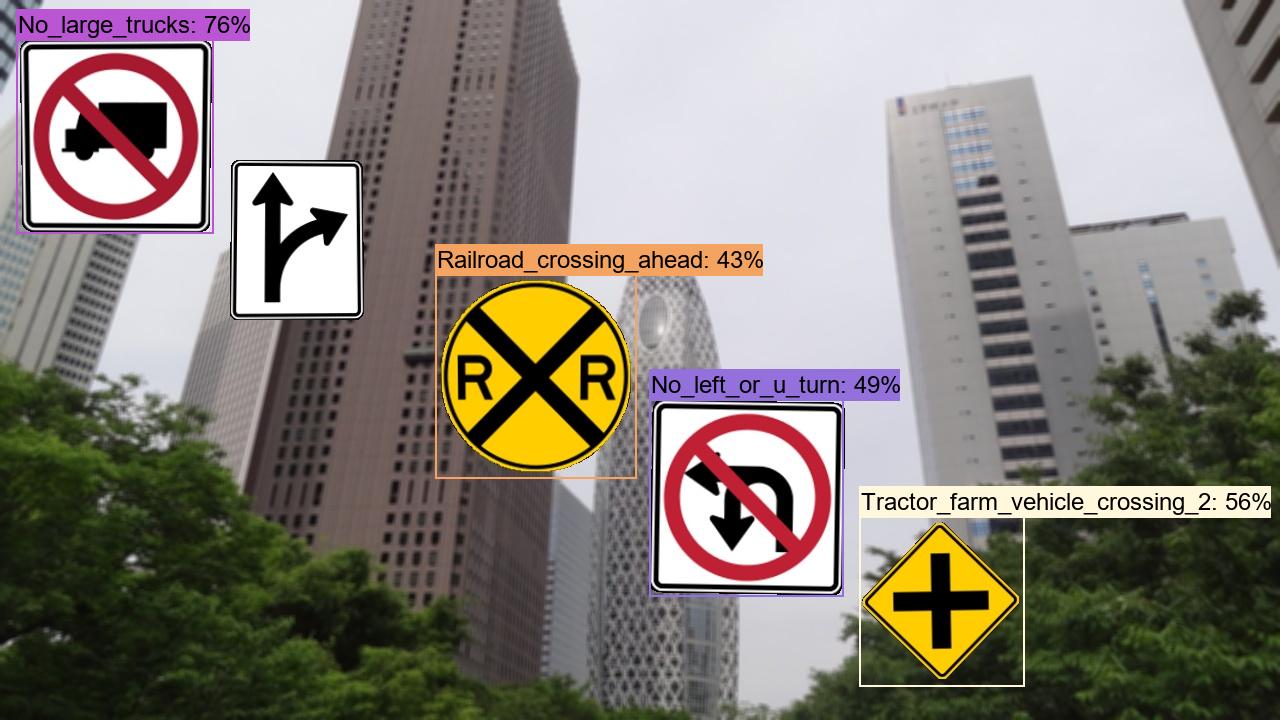 No_large_trucks: 76%
Railroad_crossing_ahead: 43%
R R
No_left_or_u_turn: 49%
Tractor_farm_vehicle_crossing_2: 56%